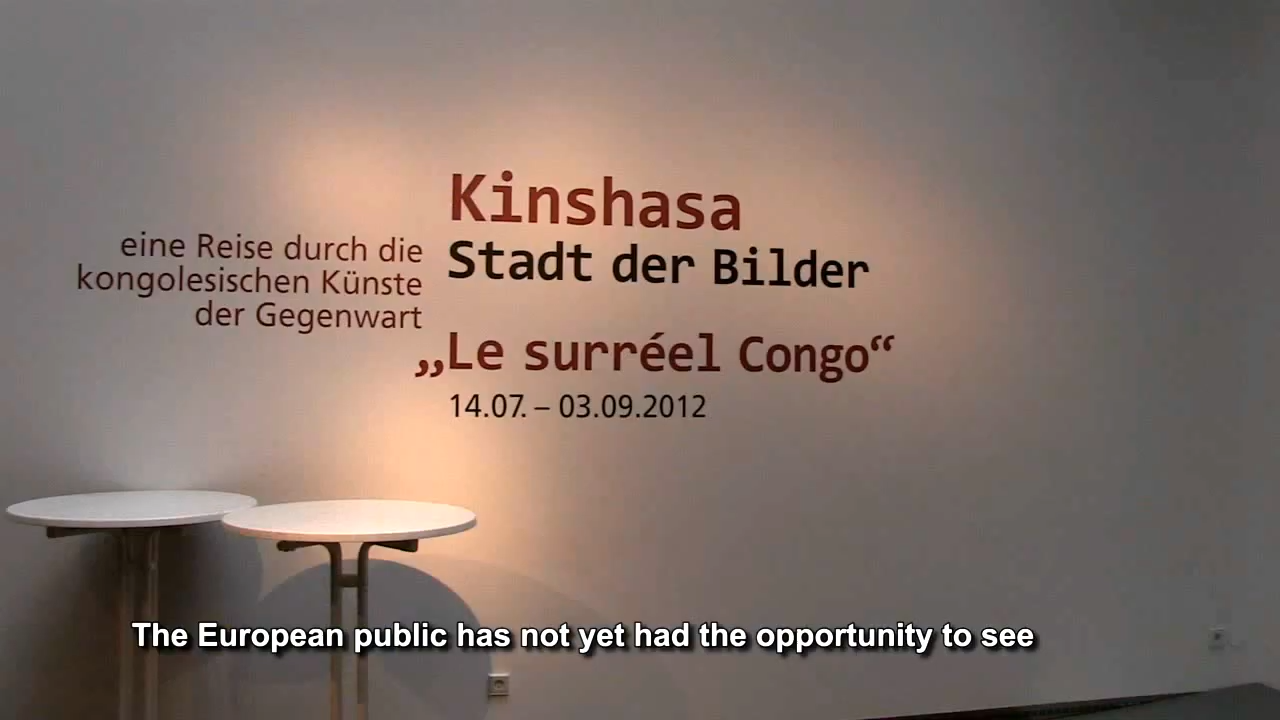 Kinshasa
Stadt der Bilder
eine Reise durch die
kongolesischen Künste
der Gegenwart
„Le surréel Congo“
14.07. – 03.09.2012
The European public has not yet had the opportunity to see